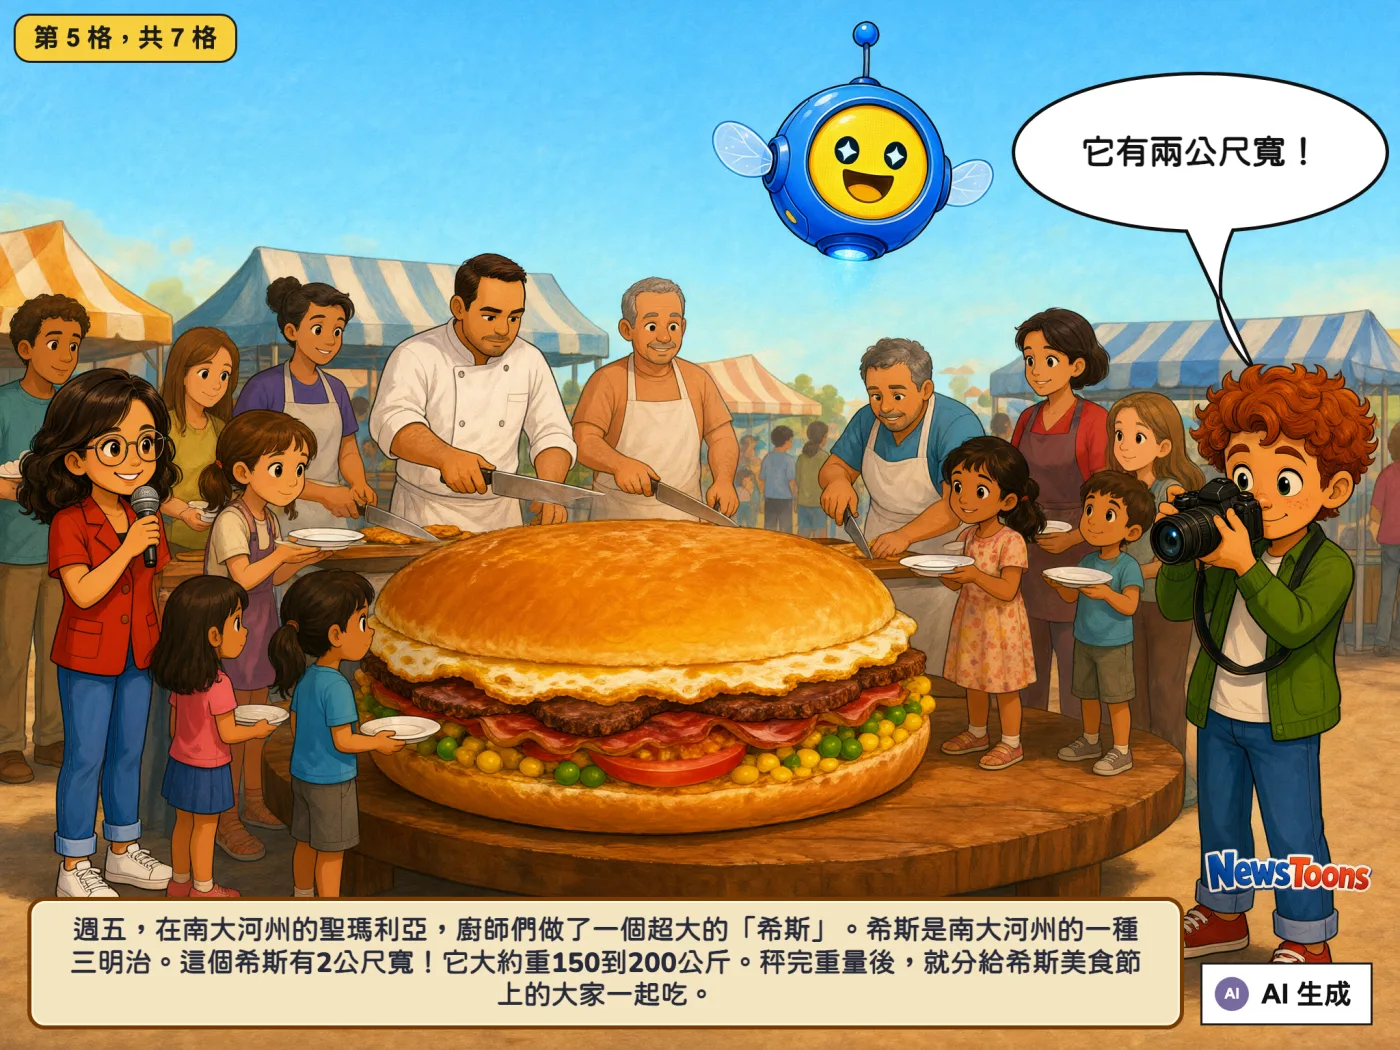 第 5 格，共 7 格
它有兩公尺寬！
NewsToons
週五，在南大河州的聖瑪利亞，廚師們做了一個超大的「希斯」。希斯是南大河州的一種
三明治。這個希斯有2公尺寬！它大約重150到200公斤。秤完重量後，就分給希斯美食節
上的大家一起吃。
AI AI 生成